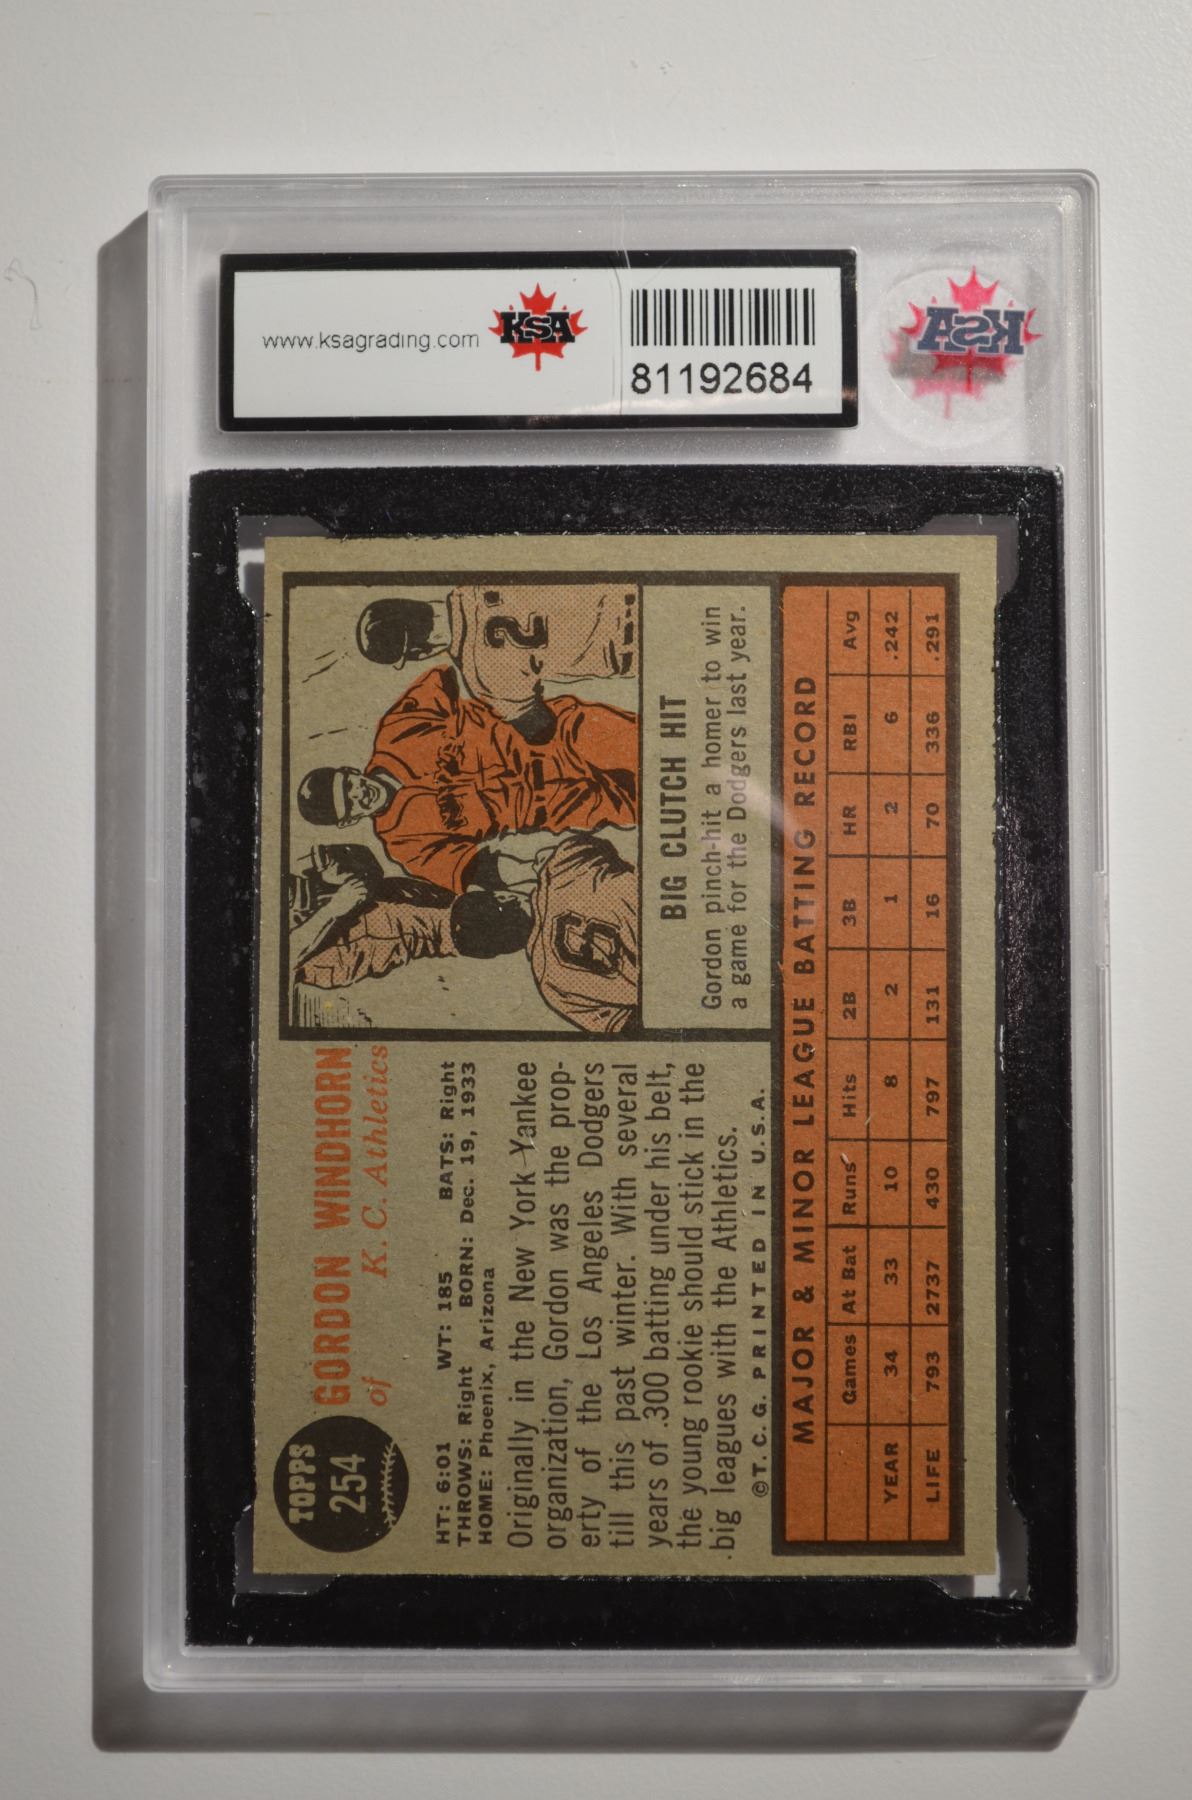 www.ksagrading.com
KSA
81192684
KSA
TOPPS
254
GORDON WINDHORN
of K. C. Athletics
HT: 6:01 WT: 185 BATS: Right
THROWS: Right BORN: Dec. 19, 1933
HOME: Phoenix, Arizona
Originally in the New York Yankee
organization, Gordon was the prop-
erty of the Los Angeles Dodgers
till this past winter. With several
years of .300 batting under his belt,
the young rookie should stick in the
big leagues with the Athletics.
©T. C. G. PRINTED IN U.S.A.
2
6
BIG CLUTCH HIT
Gordon pinch-hit a homer to win
a game for the Dodgers last year.
MAJOR & MINOR LEAGUE BATTING RECORD
Games At Bat Runs Hits 2B 3B HR RBI Avg
YEAR 34 33 10 8 2 1 2 6 .242
LIFE 793 2737 430 797 131 16 70 336 .291